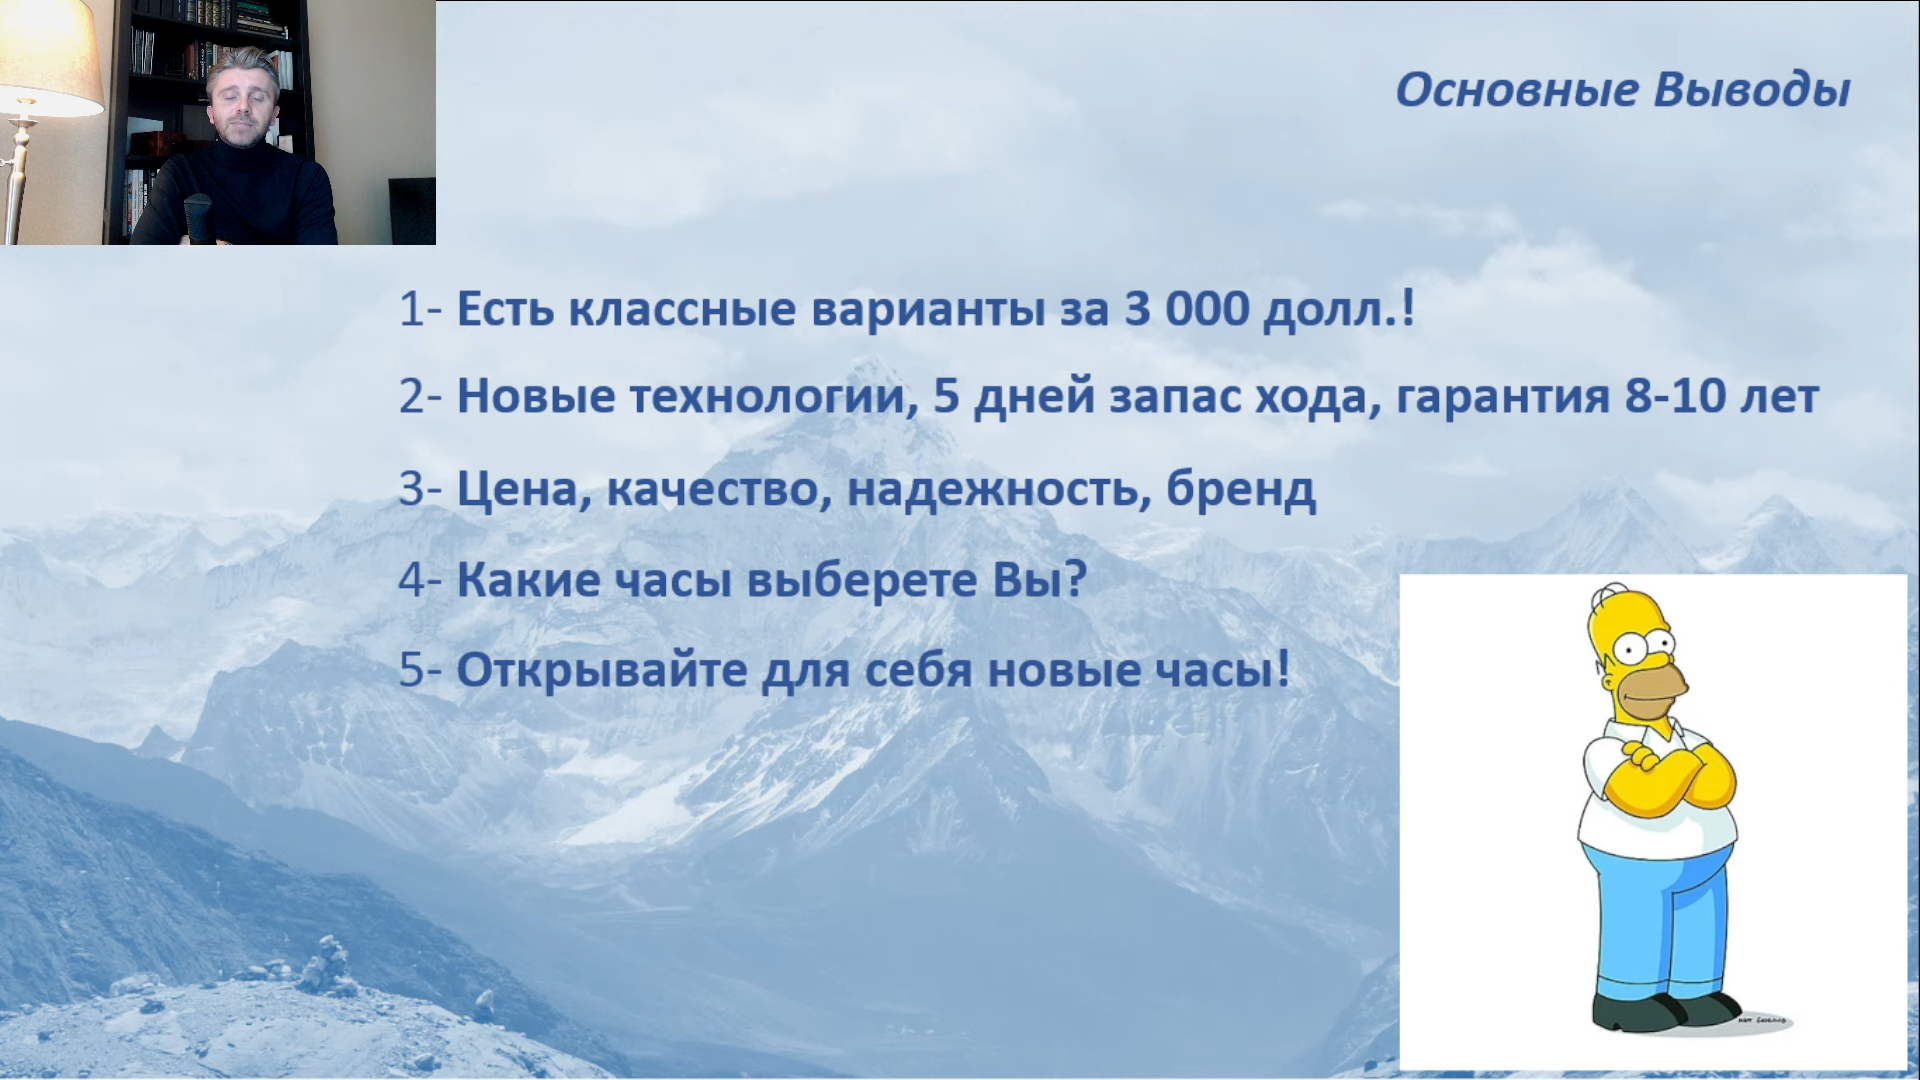 Основные Выводы
1- Есть классные варианты за 3 000 долл.!
2- Новые технологии, 5 дней запас хода, гарантия 8-10 лет
3- Цена, качество, надежность, бренд
4- Какие часы выберете Вы?
5- Открывайте для себя новые часы!